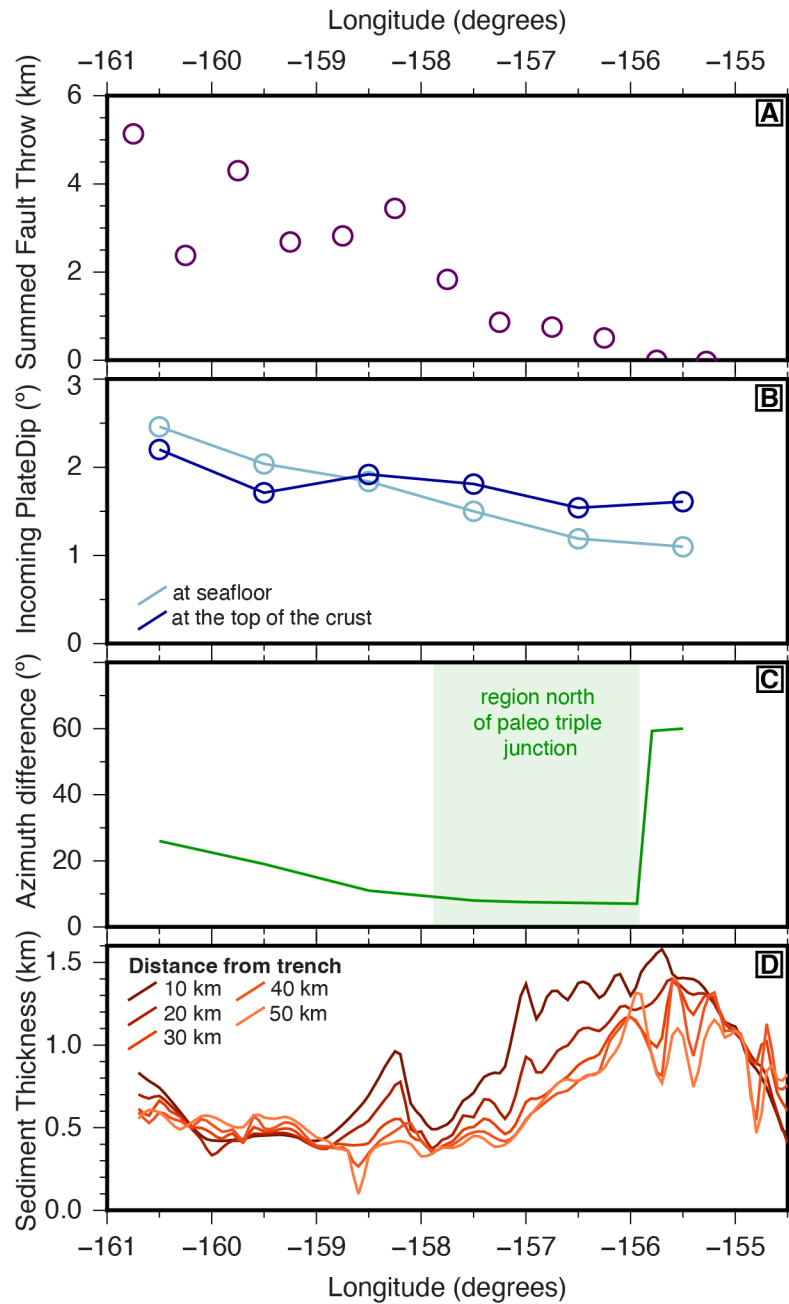 Longitude (degrees)
−161 −160 −159 −158 −157 −156 −155
A
Summed Fault Throw (km)
6
4
2
0
B
Incoming PlateDip (°)
3
2
1
0
at seafloor
at the top of the crust
C
Azimuth difference (°)
60
40
20
0
region north
of paleo triple
junction
D
Sediment Thickness (km)
1.5
1.0
0.5
0.0
Distance from trench
10 km 40 km
20 km 50 km
30 km
−161 −160 −159 −158 −157 −156 −155
Longitude (degrees)